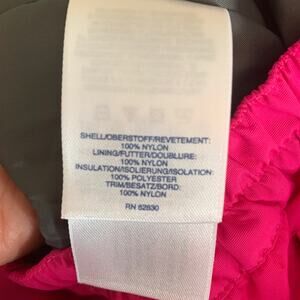 SHELL/OBERSTOFF/REVETEMENT:
100% NYLON
LINING/FUTTER/DOUBLURE:
100% NYLON
INSULATION/ISOLIERUNG/ISOLATION:
100% POLYESTER
TRIM/BESATZ/BORD:
100% NYLON
RN 62830